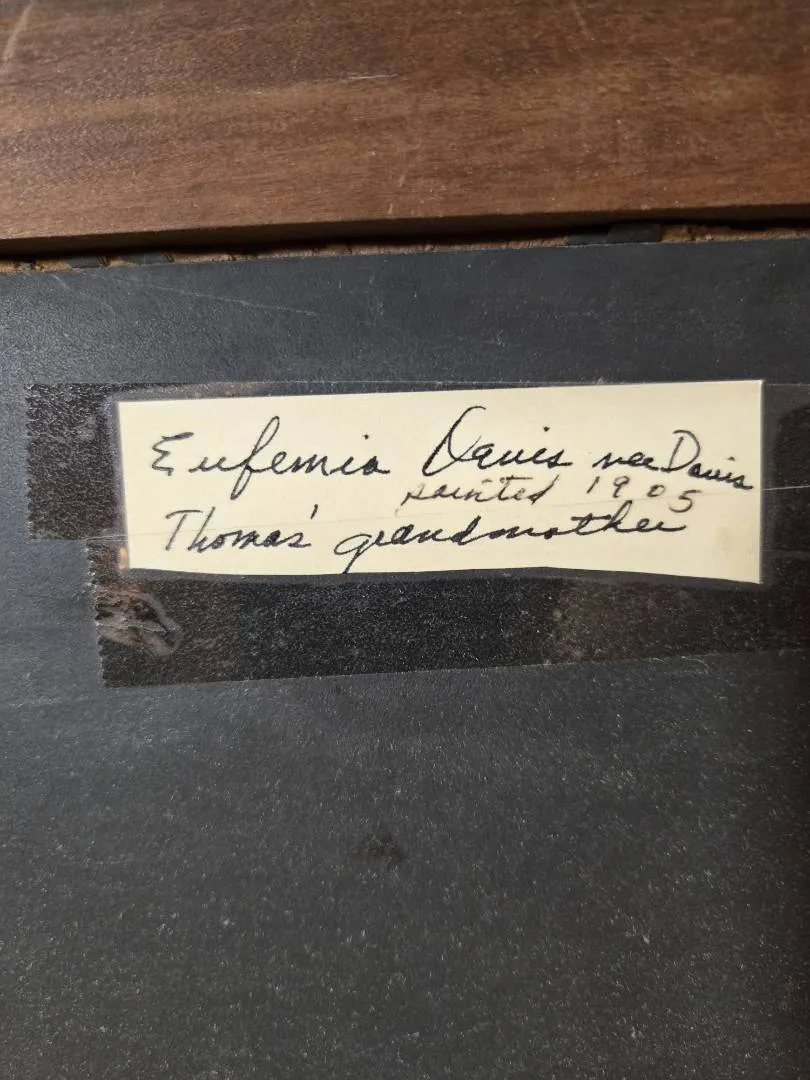 Eufemia Davis nee Davis
painted 1905
Thomas' grandmother